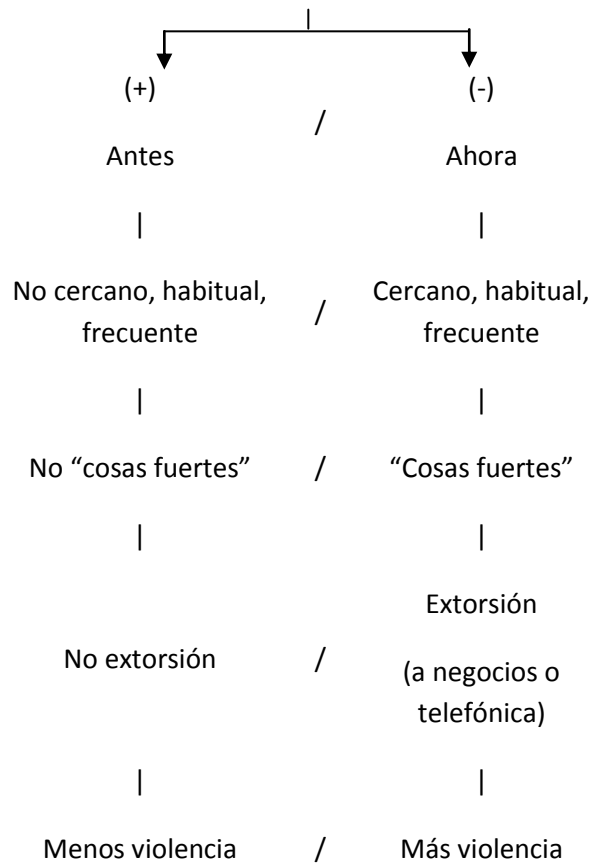 (+) (-)
/
Antes Ahora
| |
No cercano, habitual, / Cercano, habitual,
frecuente frecuente
| |
No “cosas fuertes” / “Cosas fuertes”
| |
Extorsión
No extorsión / (a negocios o
telefónica)
| |
Menos violencia / Más violencia